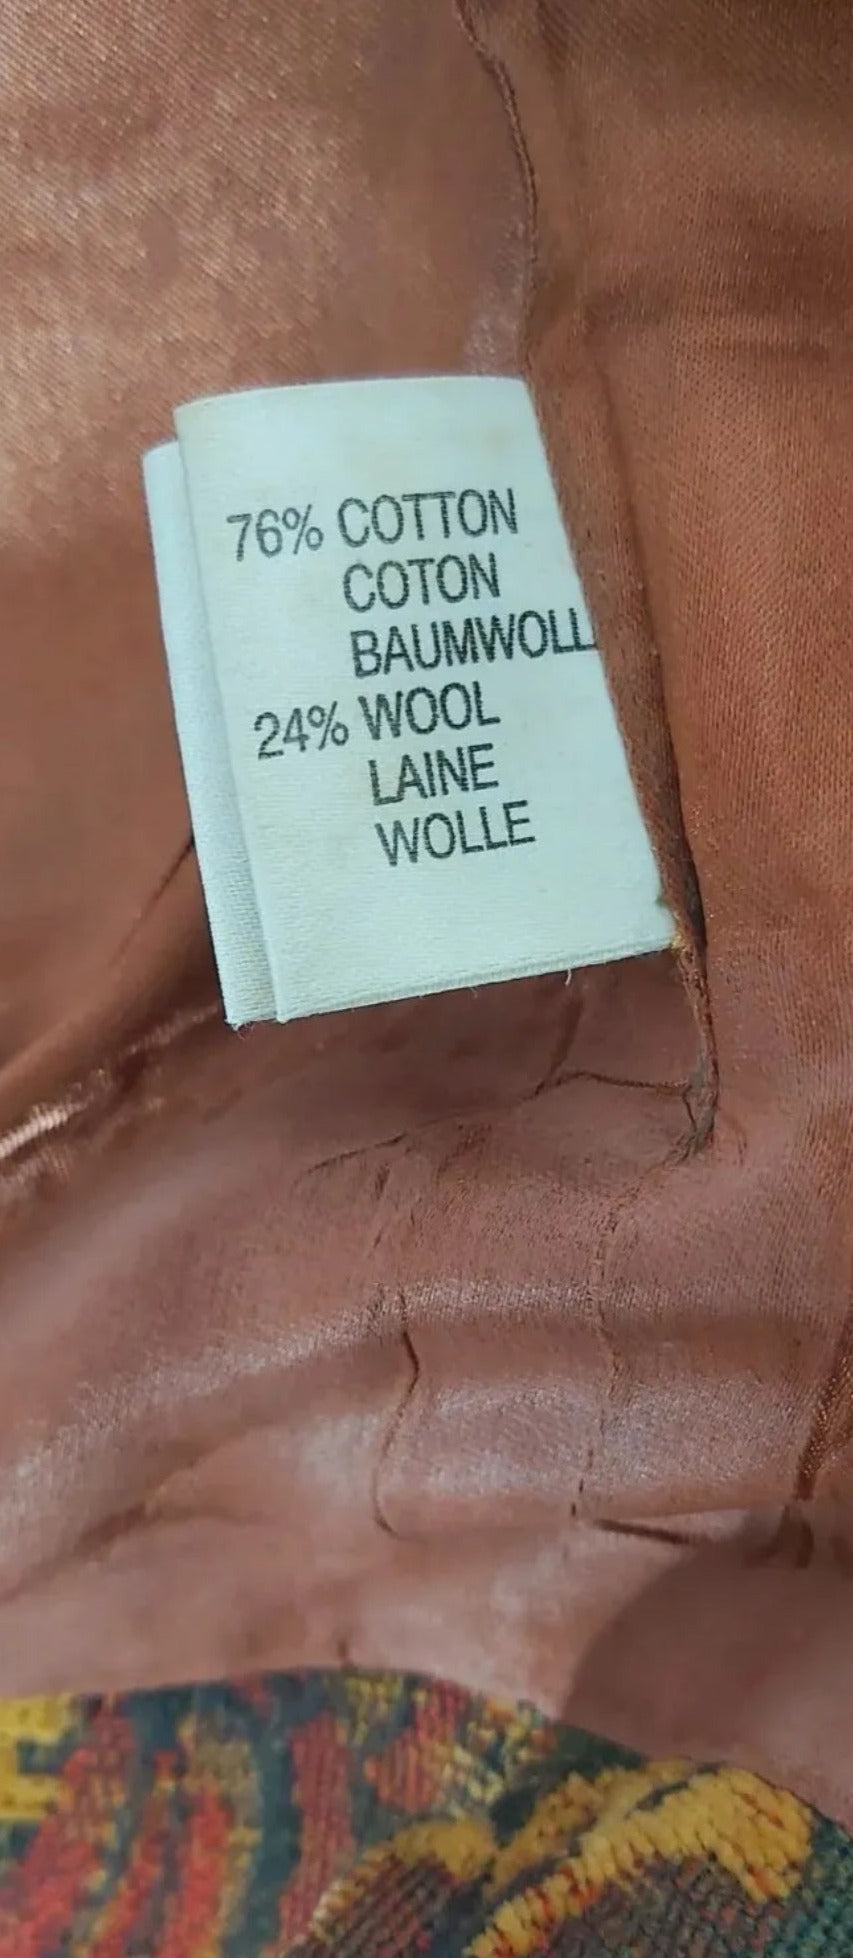 76% COTTON
COTON
BAUMWOLL
24% WOOL
LAINE
WOLLE